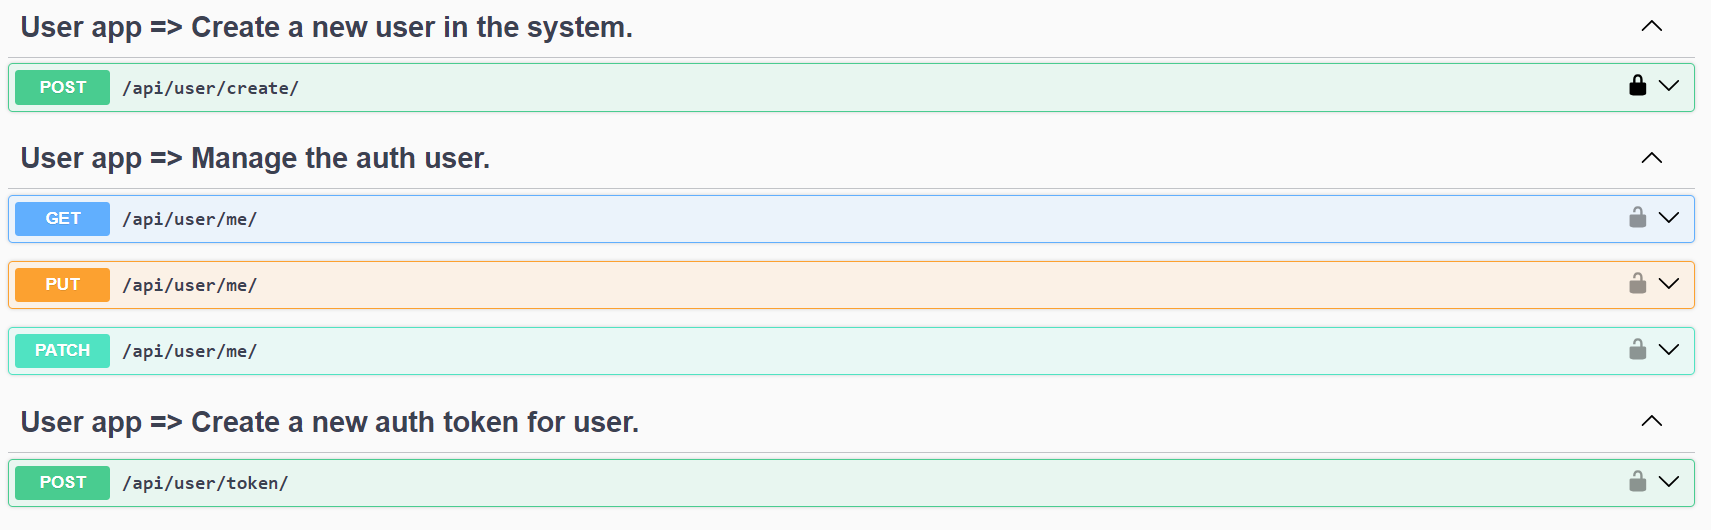 User app => Create a new user in the system.
POST /api/user/create/
User app => Manage the auth user.
GET /api/user/me/
PUT /api/user/me/
PATCH /api/user/me/
User app => Create a new auth token for user.
POST /api/user/token/